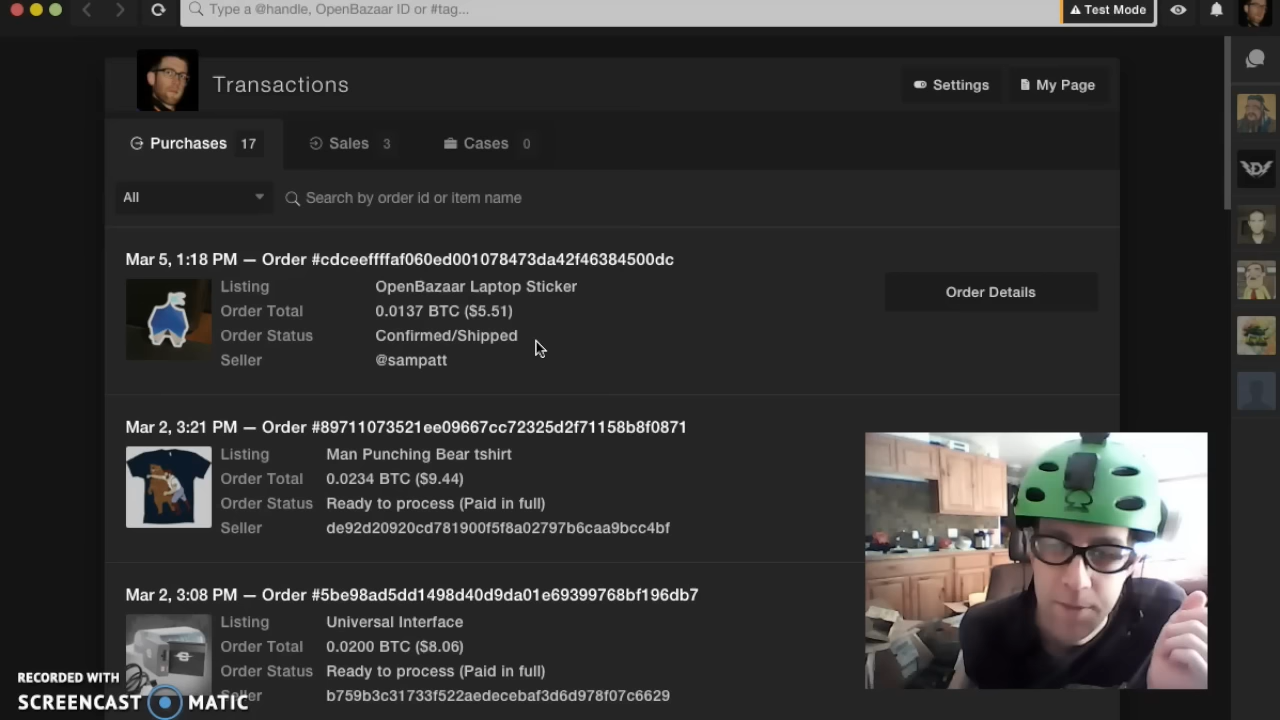 Type a @handle, OpenBazaar ID or #tag...
Test Mode
Transactions
Settings
My Page
Purchases 17
Sales 3
Cases 0
All
Search by order id or item name
Mar 5, 1:18 PM — Order #cdceeffffaf060ed001078473da42f46384500dc
Listing OpenBazaar Laptop Sticker
Order Total 0.0137 BTC ($5.51)
Order Status Confirmed/Shipped
Seller @sampatt
Order Details
Mar 2, 3:21 PM — Order #89711073521ee09667cc72325d2f71158b8f0871
Listing Man Punching Bear tshirt
Order Total 0.0234 BTC ($9.44)
Order Status Ready to process (Paid in full)
Seller de92d20920cd781900f5f8a02797b6caa9bcc4bf
Mar 2, 3:08 PM — Order #5be98ad5dd1498d40d9da01e69399768bf196db7
Listing Universal Interface
Order Total 0.0200 BTC ($8.06)
Order Status Ready to process (Paid in full)
Seller b759b3c31733f522aedecebaf3d6d978f07c6629
RECORDED WITH
SCREENCAST MATIC